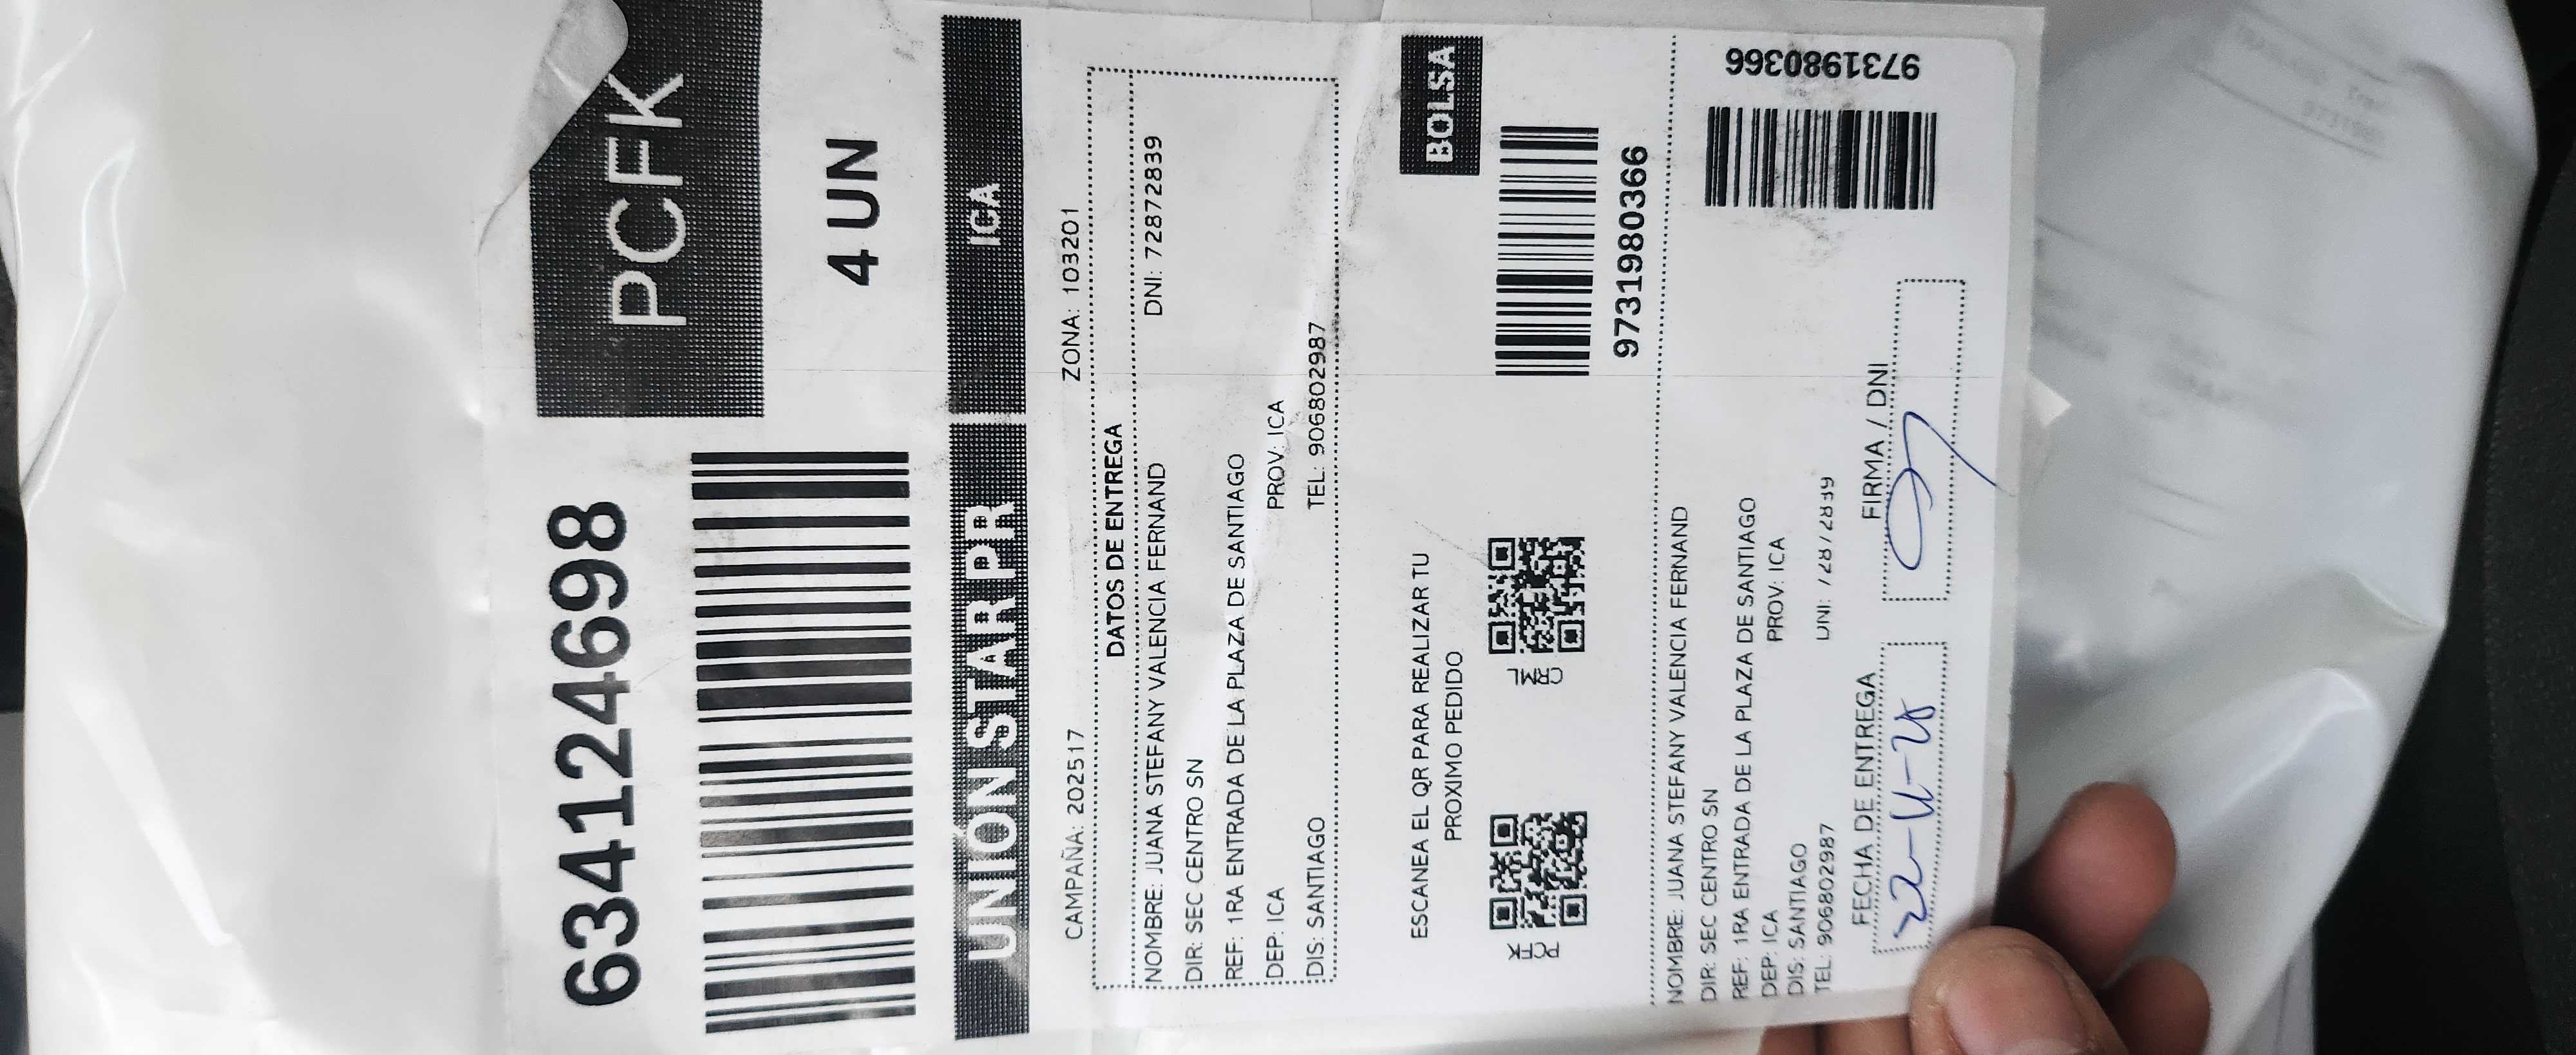 634124698
PCFK
4 UN
UNIÓN STAR PR ICA
CAMPAÑA: 202517 ZONA: 103201
DATOS DE ENTREGA
NOMBRE: JUANA STEFANY VALENCIA FERNAND DNI: 72872839
DIR: SEC CENTRO SN
REF: 1RA ENTRADA DE LA PLAZA DE SANTIAGO
DEP: ICA PROV: ICA
DIS: SANTIAGO TEL: 906802987
ESCANEA EL QR PARA REALIZAR TU
PROXIMO PEDIDO
BOLSA
PCFK
CRML
9731980366
9731980366
NOMBRE: JUANA STEFANY VALENCIA FERNAND
DIR: SEC CENTRO SN
REF: 1RA ENTRADA DE LA PLAZA DE SANTIAGO
DEP: ICA PROV: ICA
DIS: SANTIAGO
TEL: 906802987 DNI: 72872839
FECHA DE ENTREGA FIRMA / DNI